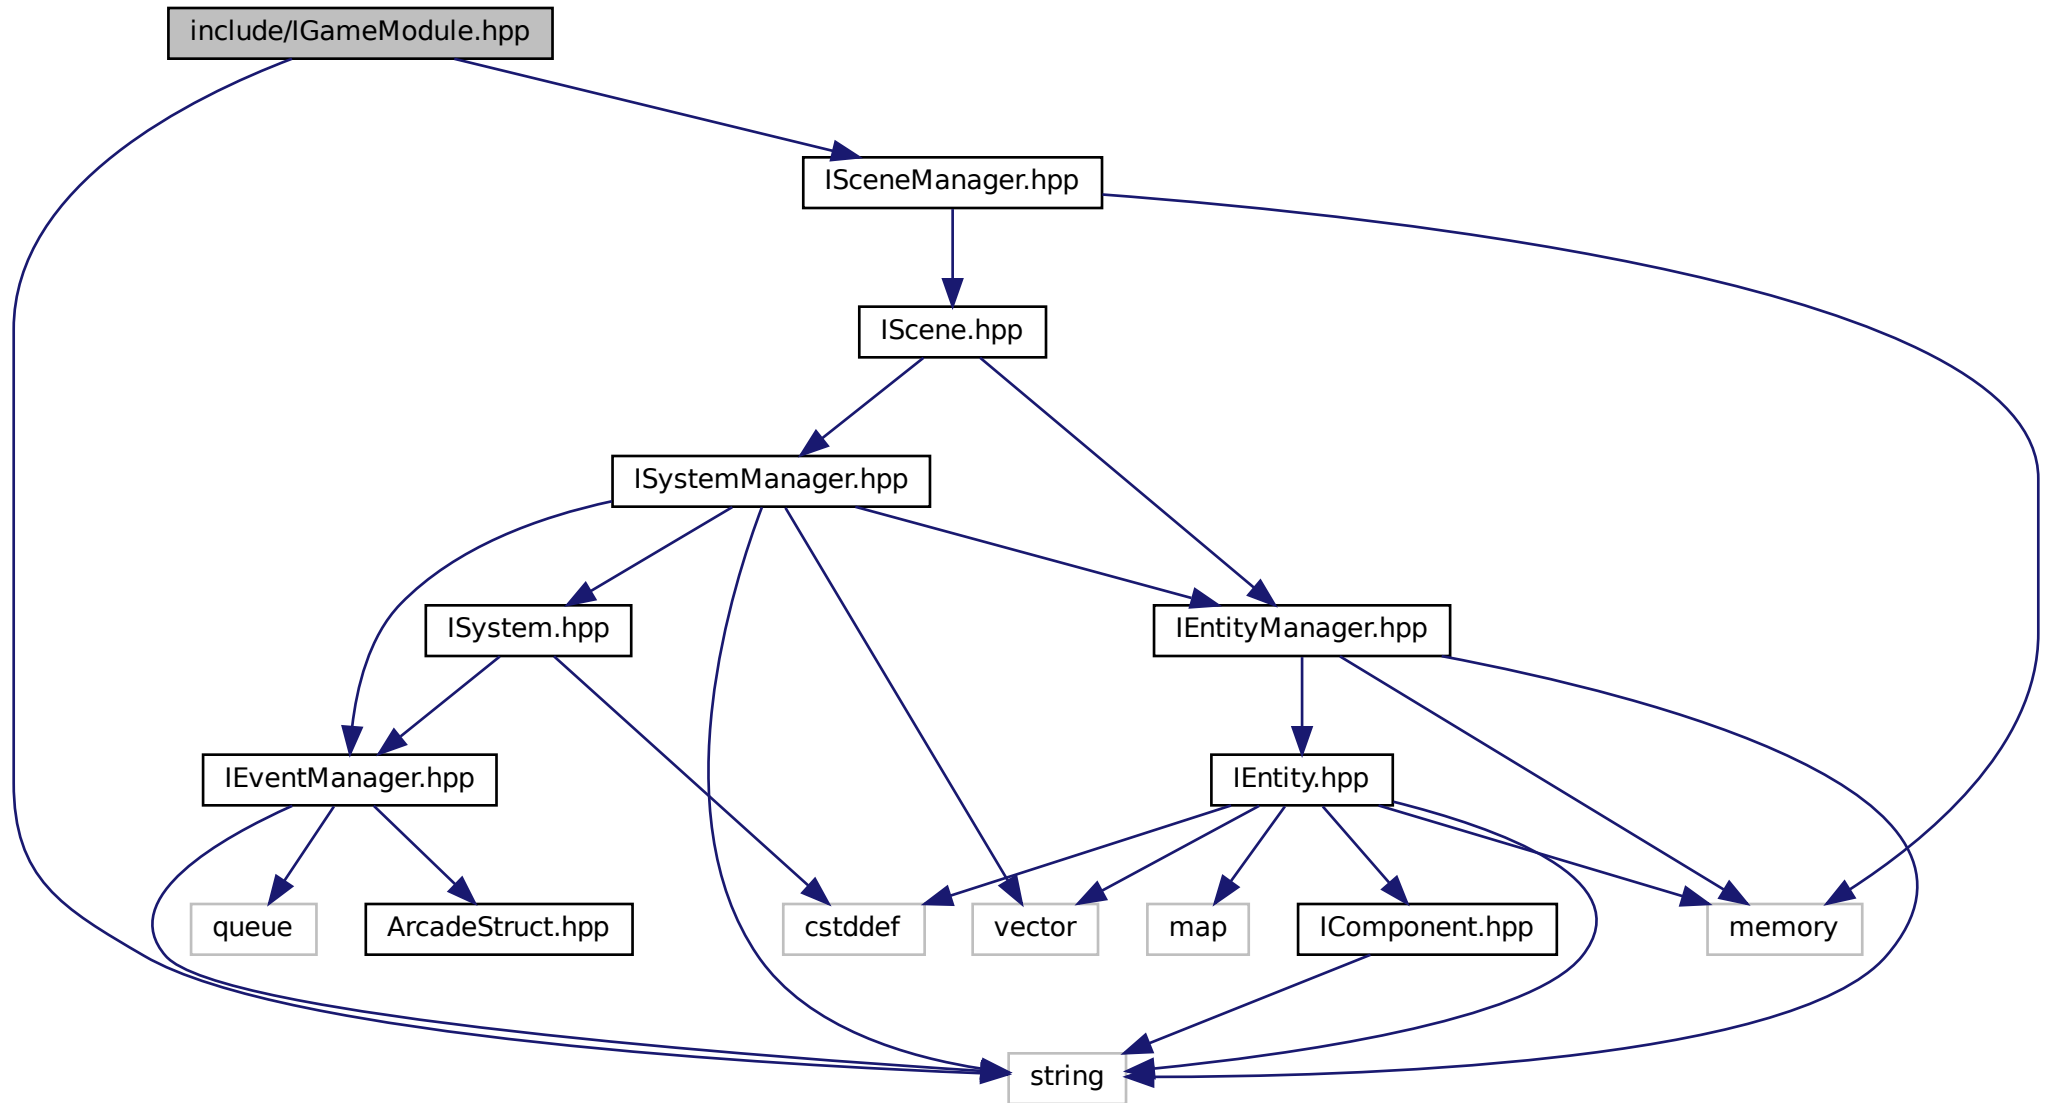 include/IGameModule.hpp
ISceneManager.hpp
IScene.hpp
ISystemManager.hpp
ISystem.hpp
IEntityManager.hpp
IEventManager.hpp
IEntity.hpp
queue
ArcadeStruct.hpp
cstddef
vector
map
IComponent.hpp
memory
string